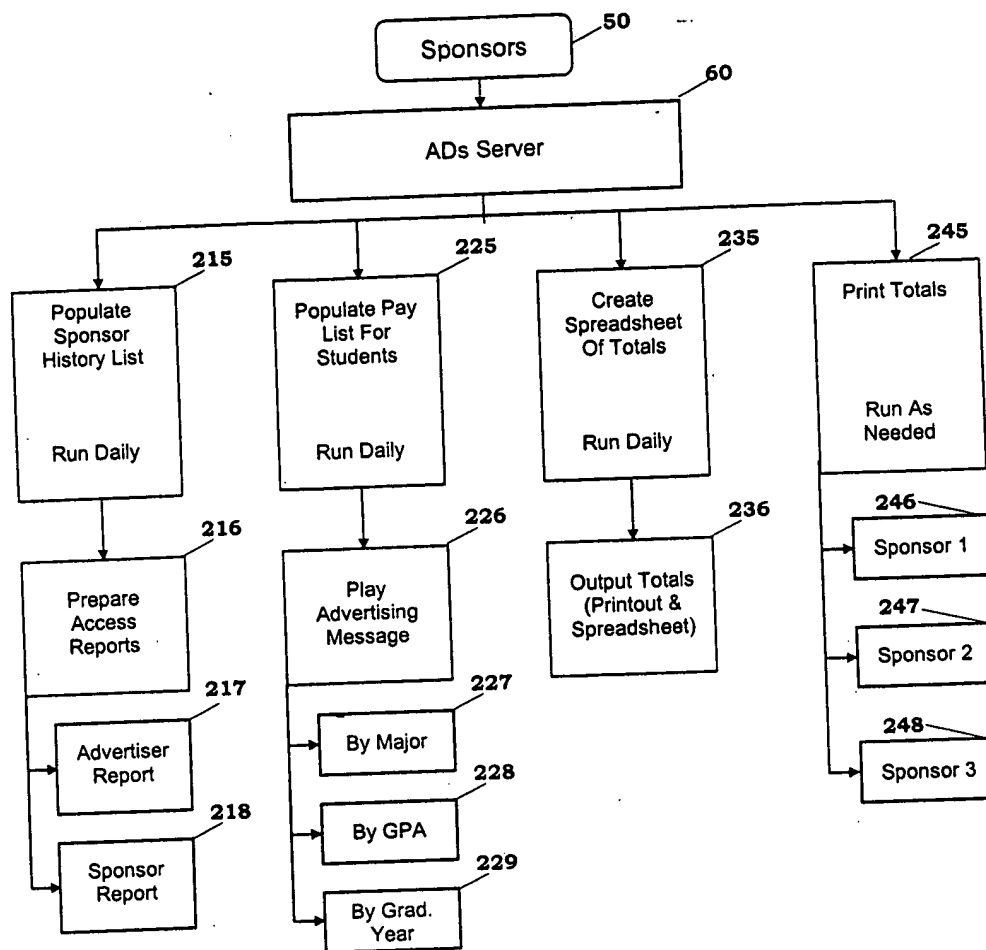 50
Sponsors
60
ADs Server
215
Populate
Sponsor
History List
Run Daily
225
Populate Pay
List For
Students
Run Daily
235
Create
Spreadsheet
Of Totals
Run Daily
245
Print Totals
Run As
Needed
216
Prepare
Access
Reports
226
Play
Advertising
Message
236
Output Totals
(Printout &
Spreadsheet)
246
Sponsor 1
247
Sponsor 2
248
Sponsor 3
217
Advertiser
Report
218
Sponsor
Report
227
By Major
228
By GPA
229
By Grad.
Year